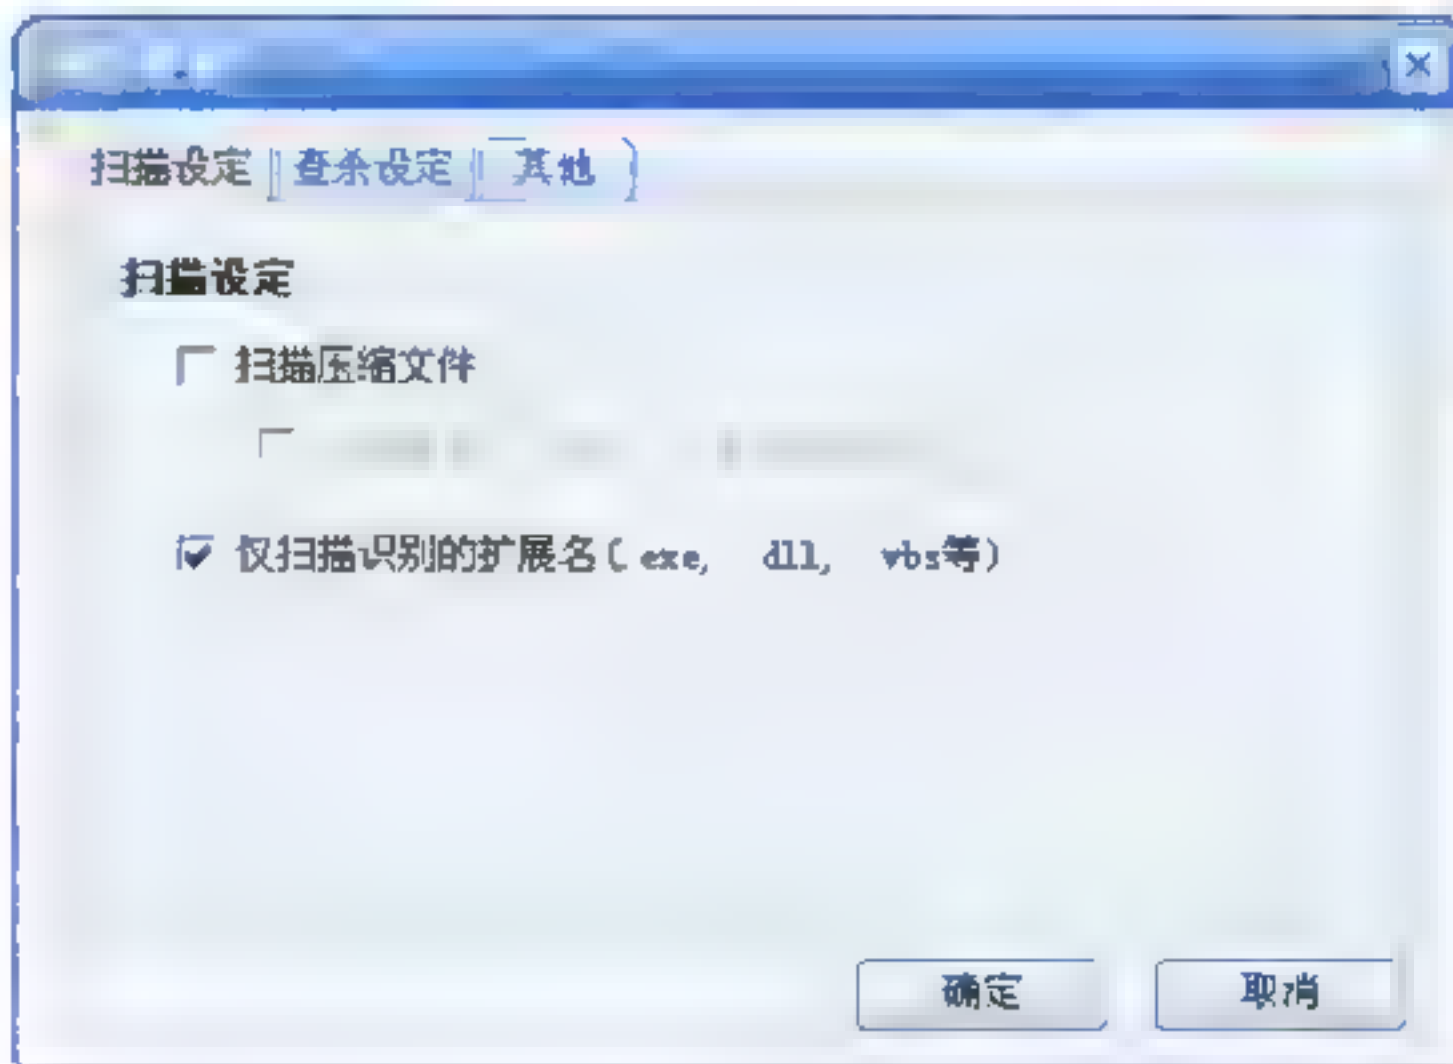 扫描设定 查杀设定 其他
扫描设定
扫描压缩文件
仅扫描识别的扩展名(exe, dll, vbs等)
确定 取消